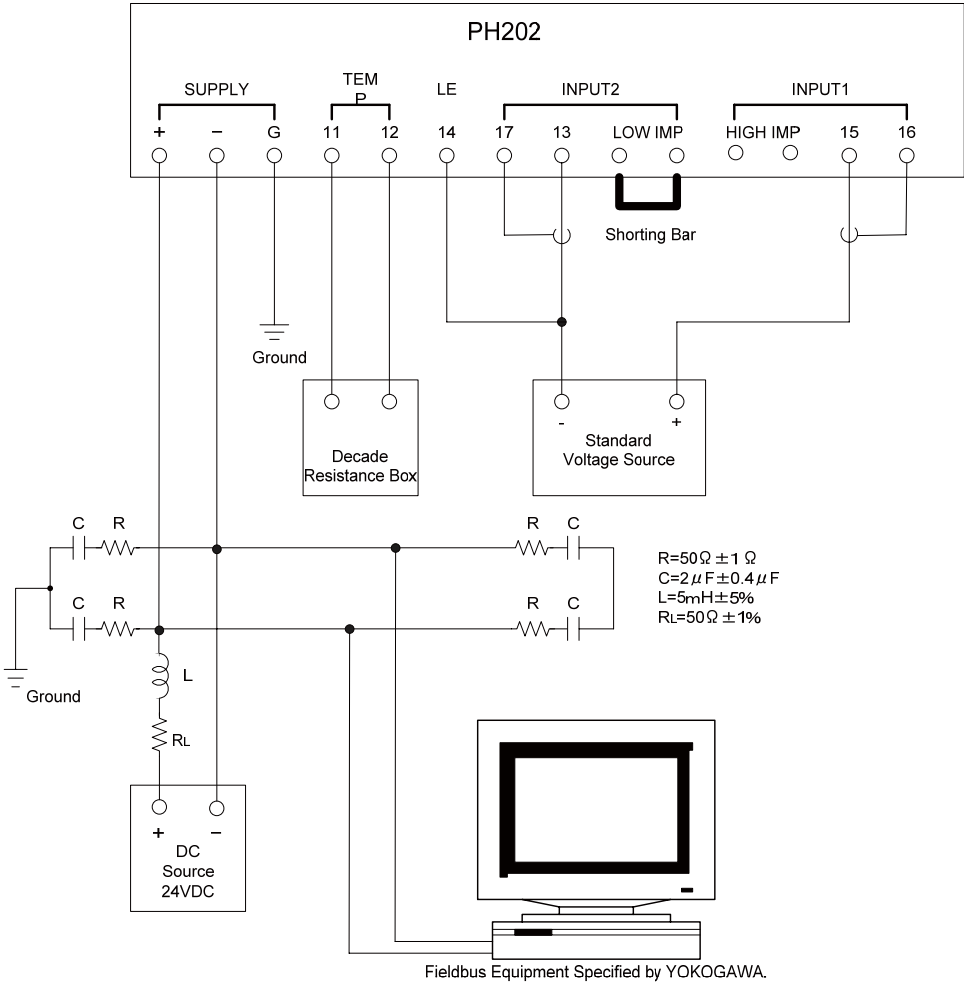 PH202
SUPPLY
TEM
P
LE
INPUT2
INPUT1
+
−
G
11
12
14
17
13
LOW IMP
HIGH IMP
15
16
Shorting Bar
Ground
Decade
Resistance Box
-
+
Standard
Voltage Source
C
R
R
C
C
R
R
C
R=50Ω±1 Ω
C=2μF±0.4μF
L=5mH±5%
RL=50Ω±1%
Ground
L
RL
+
−
DC
Source
24VDC
Fieldbus Equipment Specified by YOKOGAWA.